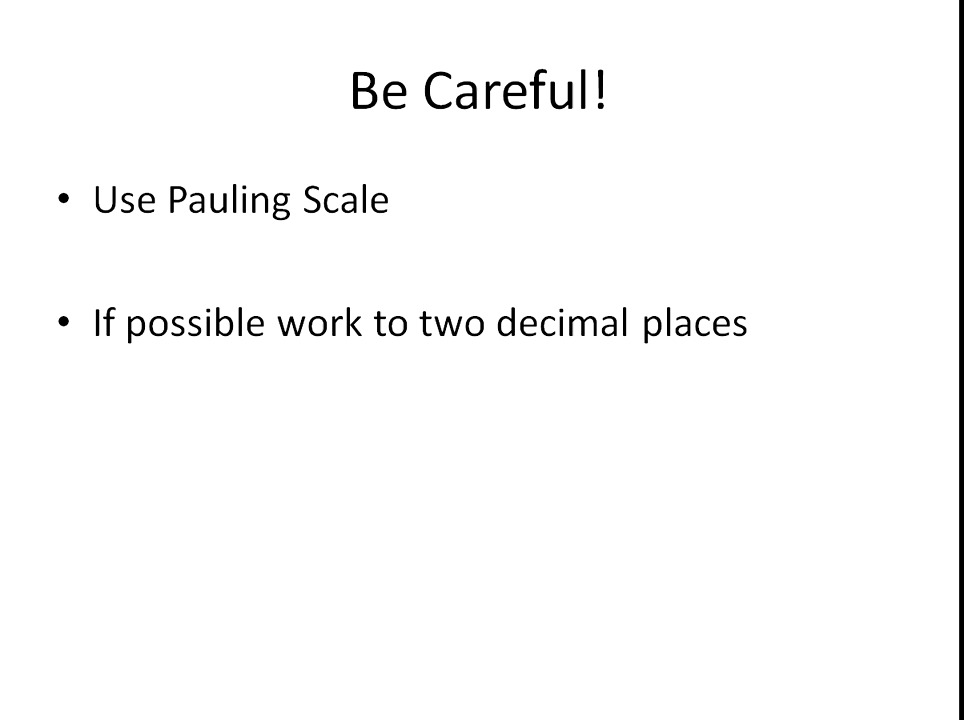 Be Careful!
• Use Pauling Scale
• If possible work to two decimal places